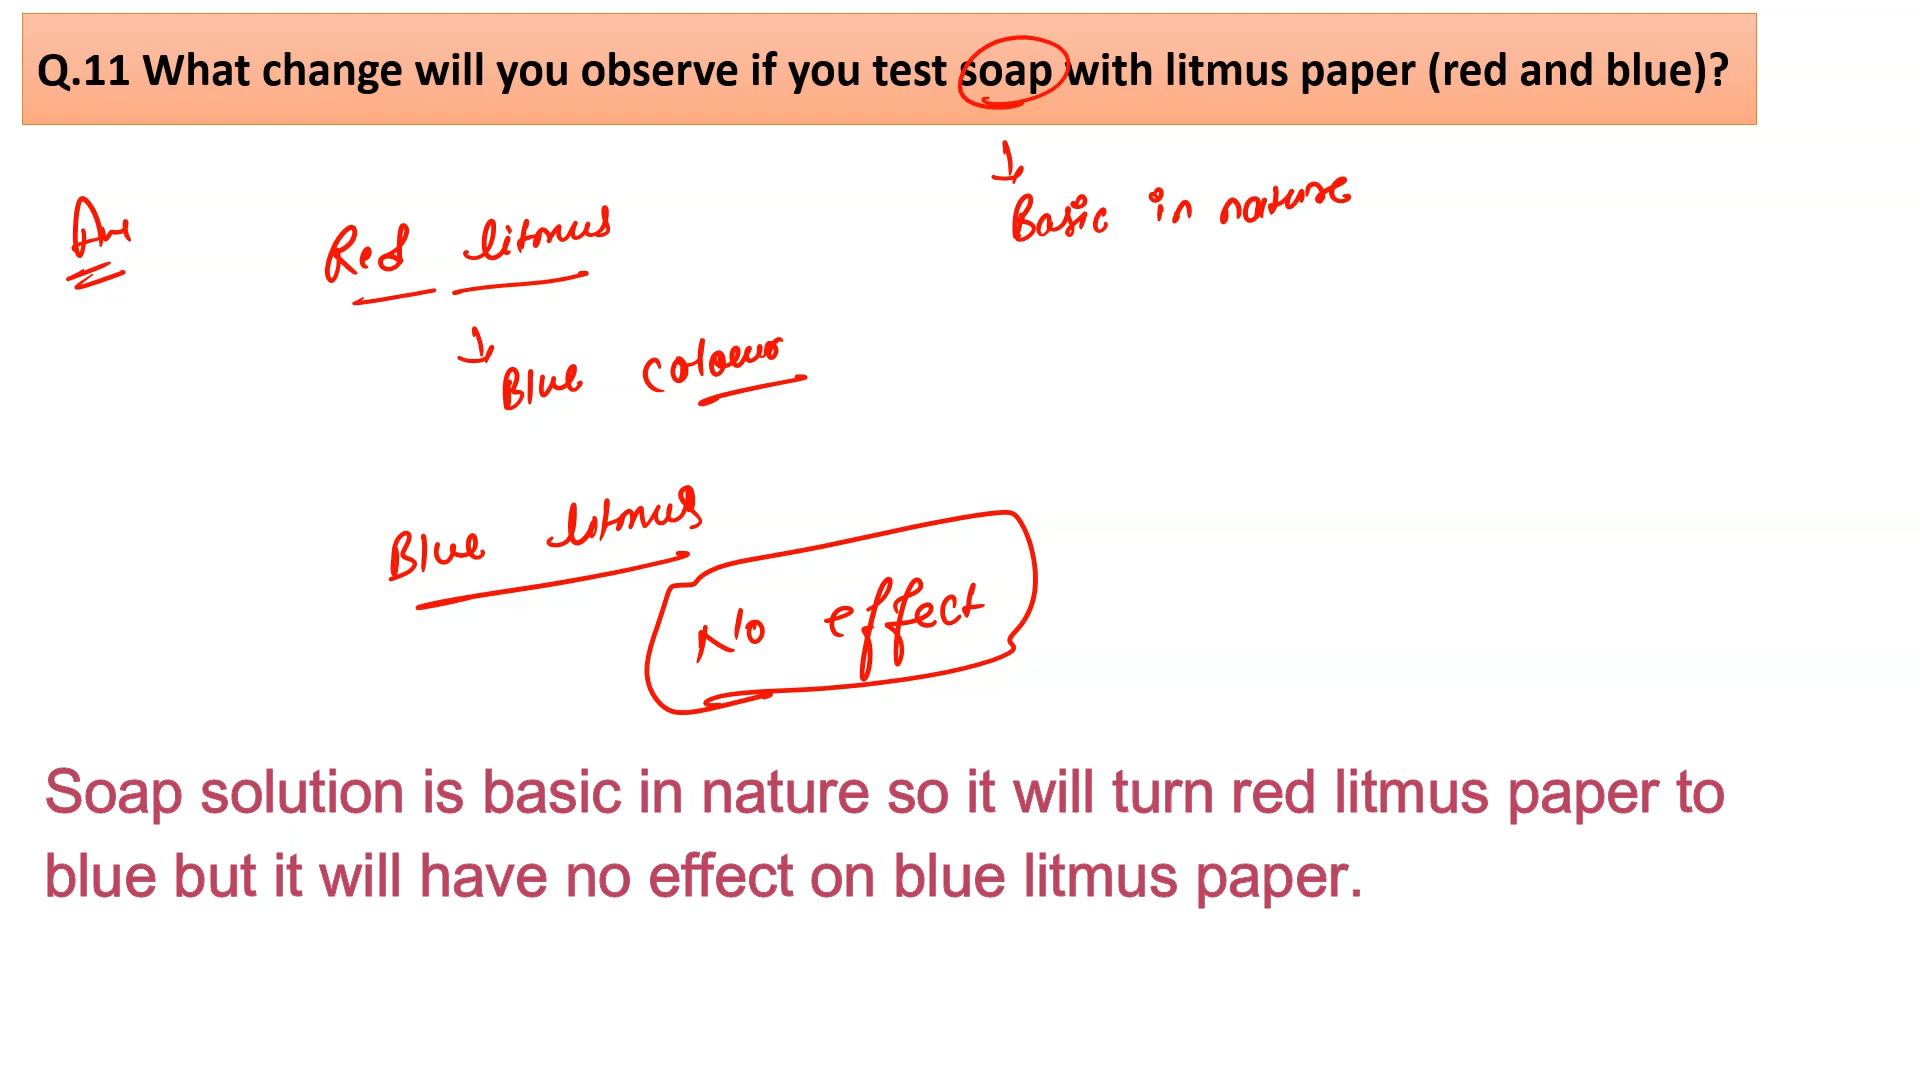 Q.11 What change will you observe if you test soap with litmus paper (red and blue)?
Basic in nature
Ans
Red litmus
Blue colour
Blue litmus
No effect
Soap solution is basic in nature so it will turn red litmus paper to
blue but it will have no effect on blue litmus paper.